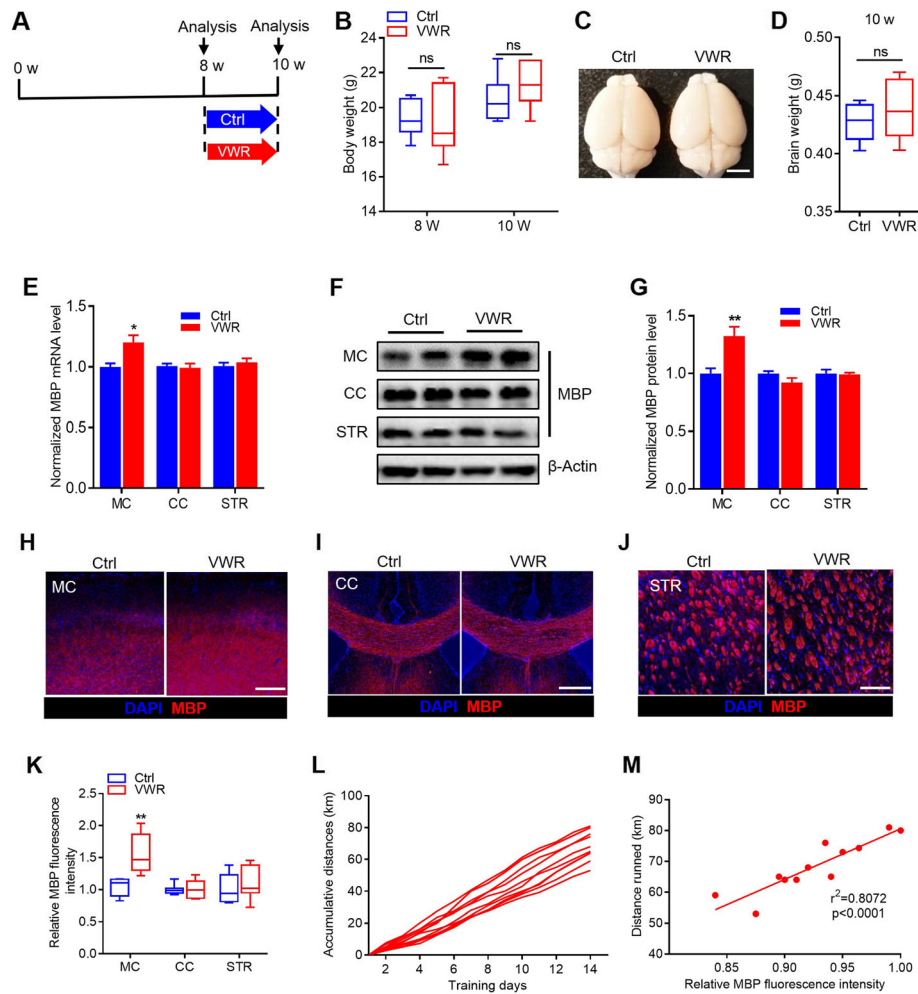 A
Analysis Analysis
0 w 8 w 10 w
Ctrl
VWR
B
Ctrl
VWR
ns ns
Body weight (g)
22
20
18
16
14
8 W 10 W
C
Ctrl VWR
D
10 w
ns
Brain weight (g)
0.50
0.45
0.40
0.35
Ctrl VWR
E
Ctrl
VWR
*
Normalized MBP mRNA level
1.5
1.0
0.5
0.0
MC CC STR
F
Ctrl VWR
MC
CC
STR
MBP
β-Actin
G
Ctrl
VWR
**
Normalized MBP protein level
1.5
1.0
0.5
0.0
MC CC STR
H
Ctrl VWR
MC
DAPI MBP
I
Ctrl VWR
CC
DAPI MBP
J
Ctrl VWR
STR
DAPI MBP
K
Ctrl
VWR
**
Relative MBP fluorescence
intensity
2.5
2.0
1.5
1.0
0.5
0.0
MC CC STR
L
Accumulative distances (km)
100
80
60
40
20
0
2 4 6 8 10 12 14
Training days
M
Distance runned (km)
90
80
70
60
50
40
r²=0.8072
p<0.0001
0.85 0.90 0.95 1.00
Relative MBP fluorescence intensity